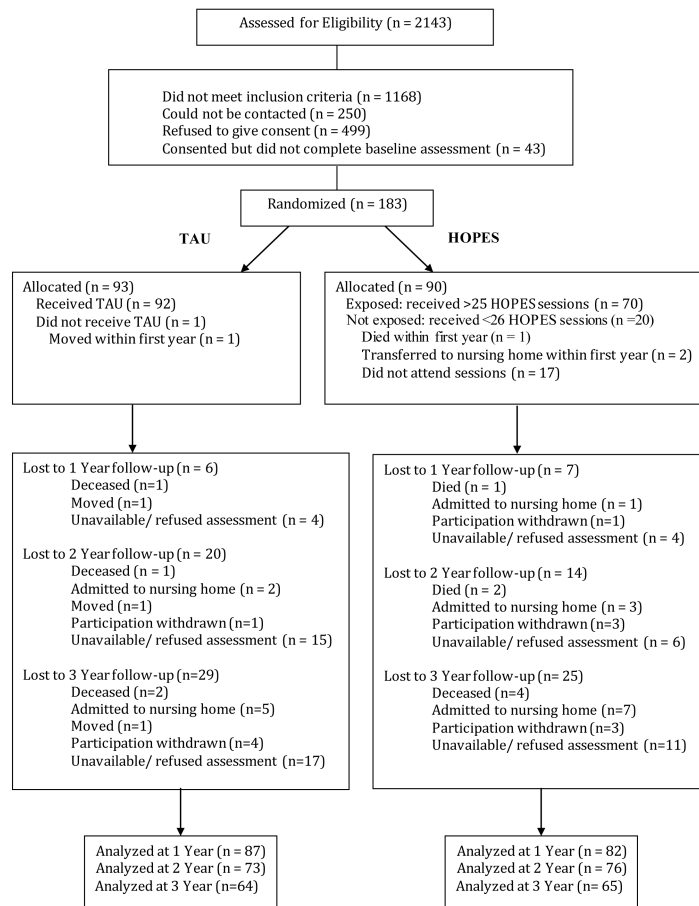 Assessed for Eligibility (n = 2143)
Did not meet inclusion criteria (n = 1168)
Could not be contacted (n = 250)
Refused to give consent (n = 499)
Consented but did not complete baseline assessment (n = 43)
Randomized (n = 183)
TAU
HOPES
Allocated (n = 93)
Received TAU (n = 92)
Did not receive TAU (n = 1)
Moved within first year (n = 1)
Allocated (n = 90)
Exposed: received >25 HOPES sessions (n = 70)
Not exposed: received <26 HOPES sessions (n =20)
Died within first year (n = 1)
Transferred to nursing home within first year (n = 2)
Did not attend sessions (n = 17)
Lost to 1 Year follow-up (n = 6)
Deceased (n=1)
Moved (n=1)
Unavailable/ refused assessment (n = 4)
Lost to 2 Year follow-up (n = 20)
Deceased (n = 1)
Admitted to nursing home (n = 2)
Moved (n=1)
Participation withdrawn (n=1)
Unavailable/ refused assessment (n = 15)
Lost to 3 Year follow-up (n=29)
Deceased (n=2)
Admitted to nursing home (n=5)
Moved (n=1)
Participation withdrawn (n=4)
Unavailable/ refused assessment (n=17)
Lost to 1 Year follow-up (n = 7)
Died (n = 1)
Admitted to nursing home (n = 1)
Participation withdrawn (n=1)
Unavailable/ refused assessment (n = 4)
Lost to 2 Year follow-up (n = 14)
Died (n = 2)
Admitted to nursing home (n = 3)
Participation withdrawn (n=3)
Unavailable/ refused assessment (n = 6)
Lost to 3 Year follow-up (n= 25)
Deceased (n=4)
Admitted to nursing home (n=7)
Participation withdrawn (n=3)
Unavailable/ refused assessment (n=11)
Analyzed at 1 Year (n = 87)
Analyzed at 2 Year (n = 73)
Analyzed at 3 Year (n=64)
Analyzed at 1 Year (n = 82)
Analyzed at 2 Year (n = 76)
Analyzed at 3 Year (n=65)